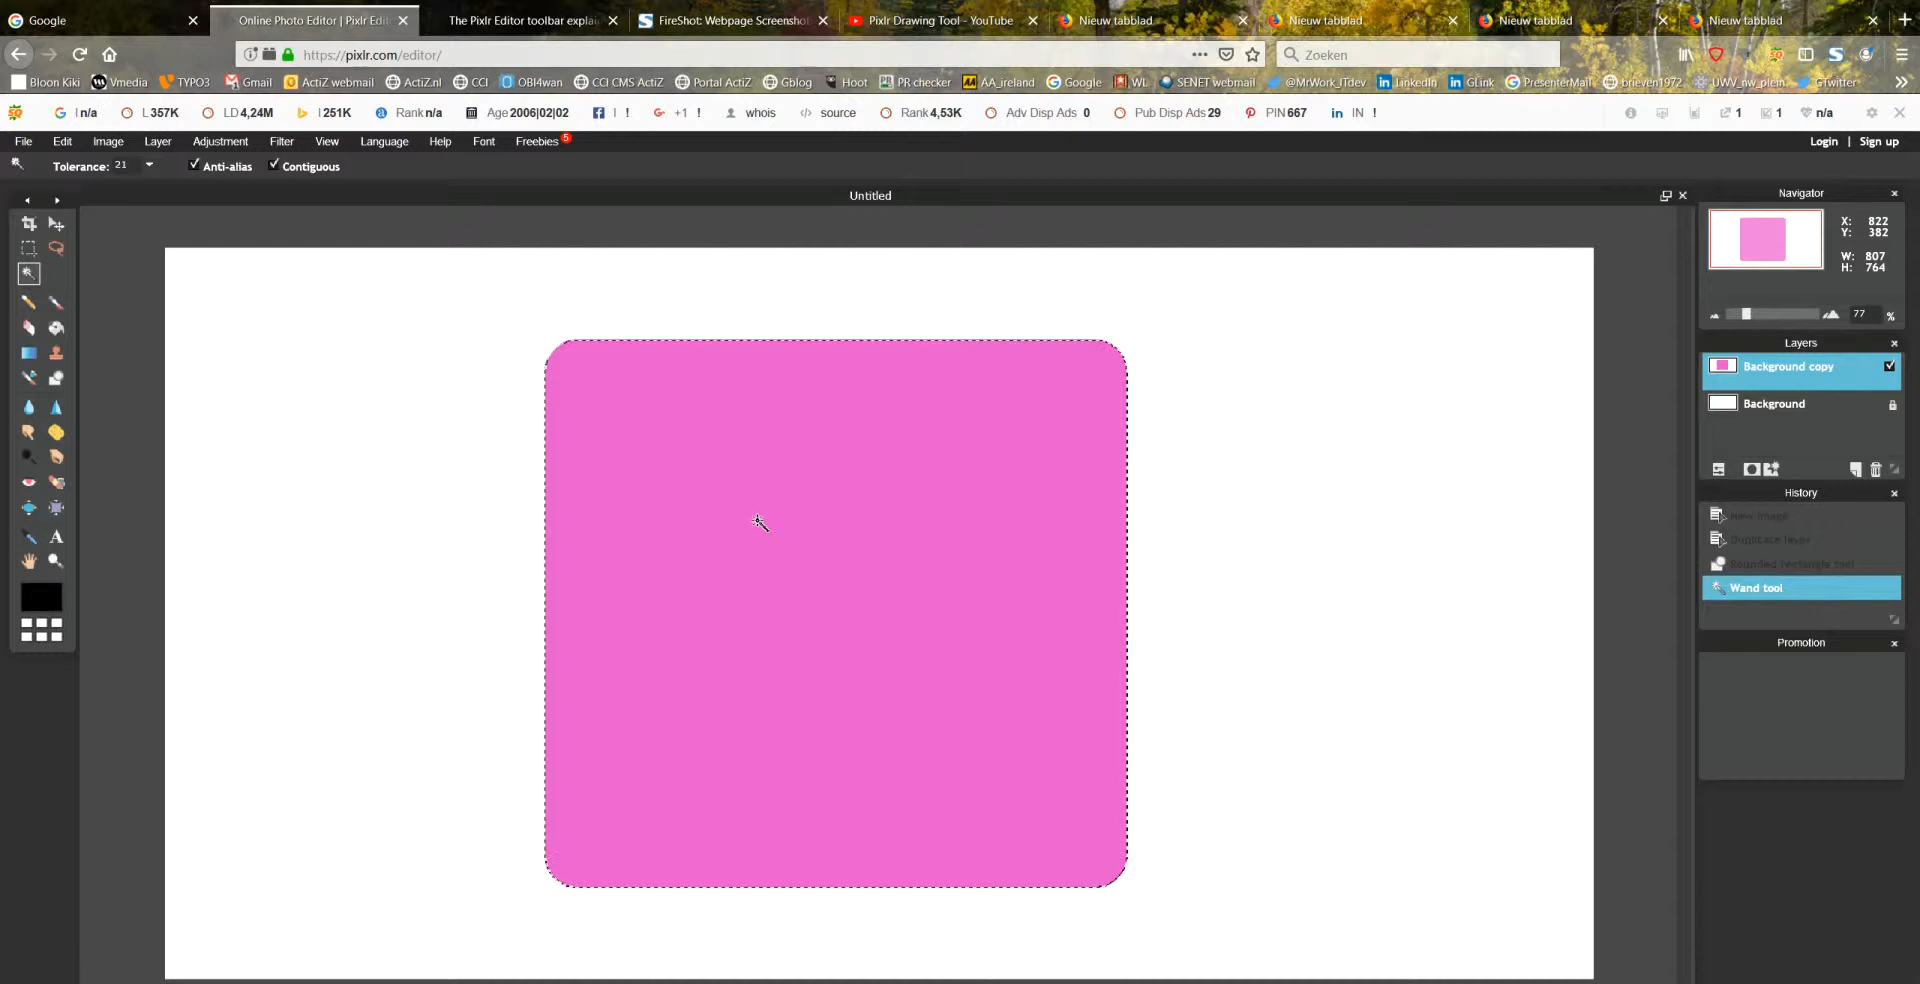 Google
Online Photo Editor | Pixlr Edit
The Pixlr Editor toolbar explai
FireShot: Webpage Screenshot
Pixlr Drawing Tool - YouTube
Nieuw tabblad
Nieuw tabblad
Nieuw tabblad
Nieuw tabblad
https://pixlr.com/editor/
Zoeken
Bloon Kiki
Vmedia
TYPO3
Gmail
ActiZ webmail
ActiZ.nl
CCI
OBI4wan
CCI CMS ActiZ
Portal ActiZ
Gblog
Hoot
PR checker
AA_ireland
Google
WL
SENET webmail
@MrWork_ITdev
LinkedIn
GLink
PresenterMail
brieven1972
UWV_nw_plein
GTwitter
I n/a
L 357K
LD 4,24M
I 251K
Rank n/a
Age 2006|02|02
I !
+1 !
whois
source
Rank 4,53K
Adv Disp Ads 0
Pub Disp Ads 29
PIN 667
IN !
1
1
n/a
File Edit Image Layer Adjustment Filter View Language Help Font Freebies 5
Login | Sign up
Tolerance: 21 Anti-alias Contiguous
Untitled
Navigator
X: 822
Y: 382
W: 807
H: 764
77 %
Layers
Background copy
Background
History
New image
Duplicate layer
Rounded rectangle tool
Wand tool
Promotion
A